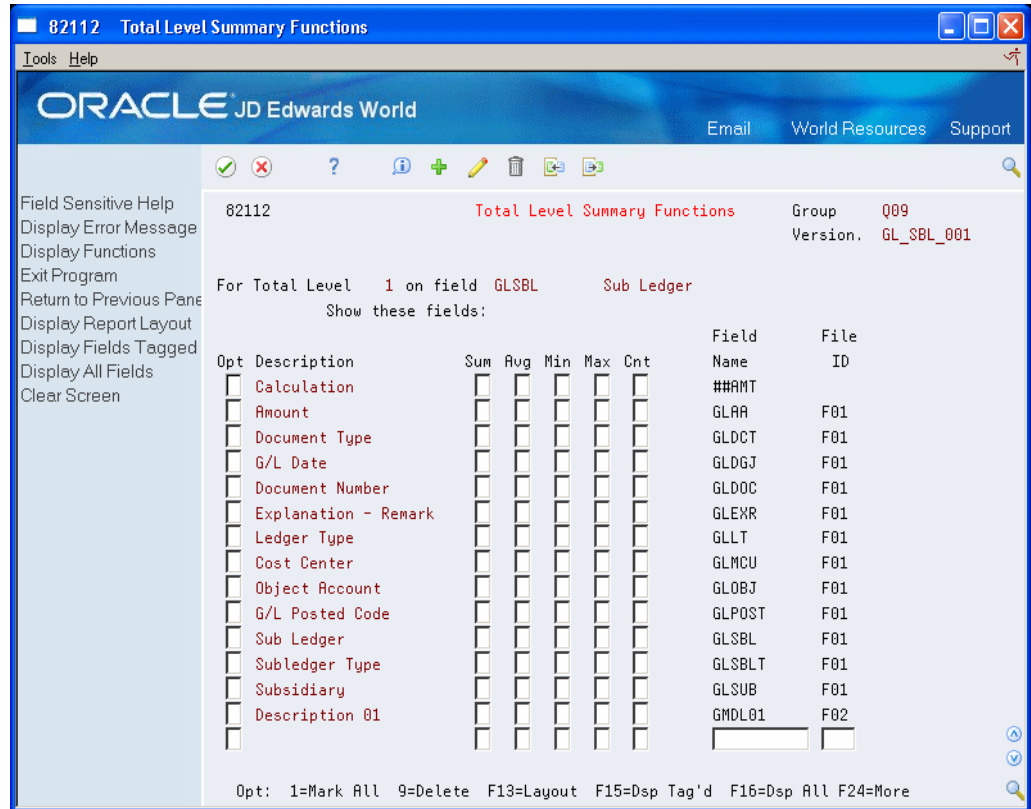 82112 Total Level Summary Functions
Tools Help
ORACLE JD Edwards World
Email World Resources Support
Field Sensitive Help
Display Error Message
Display Functions
Exit Program
Return to Previous Pane
Display Report Layout
Display Fields Tagged
Display All Fields
Clear Screen
82112 Total Level Summary Functions Group Q09
Version. GL_SBL_001
For Total Level 1 on field GLSBL Sub Ledger
Show these fields:
Field File
Opt Description Sum Avg Min Max Cnt Name ID
Calculation ##AMT
Amount GLAA F01
Document Type GLDCT F01
G/L Date GLDGJ F01
Document Number GLDOC F01
Explanation - Remark GLEXR F01
Ledger Type GLLT F01
Cost Center GLMCU F01
Object Account GLOBJ F01
G/L Posted Code GLPOST F01
Sub Ledger GLSBL F01
Subledger Type GLSBLT F01
Subsidiary GLSUB F01
Description 01 GMDL01 F02
Opt: 1=Mark All 9=Delete F13=Layout F15=Dsp Tag'd F16=Dsp All F24=More